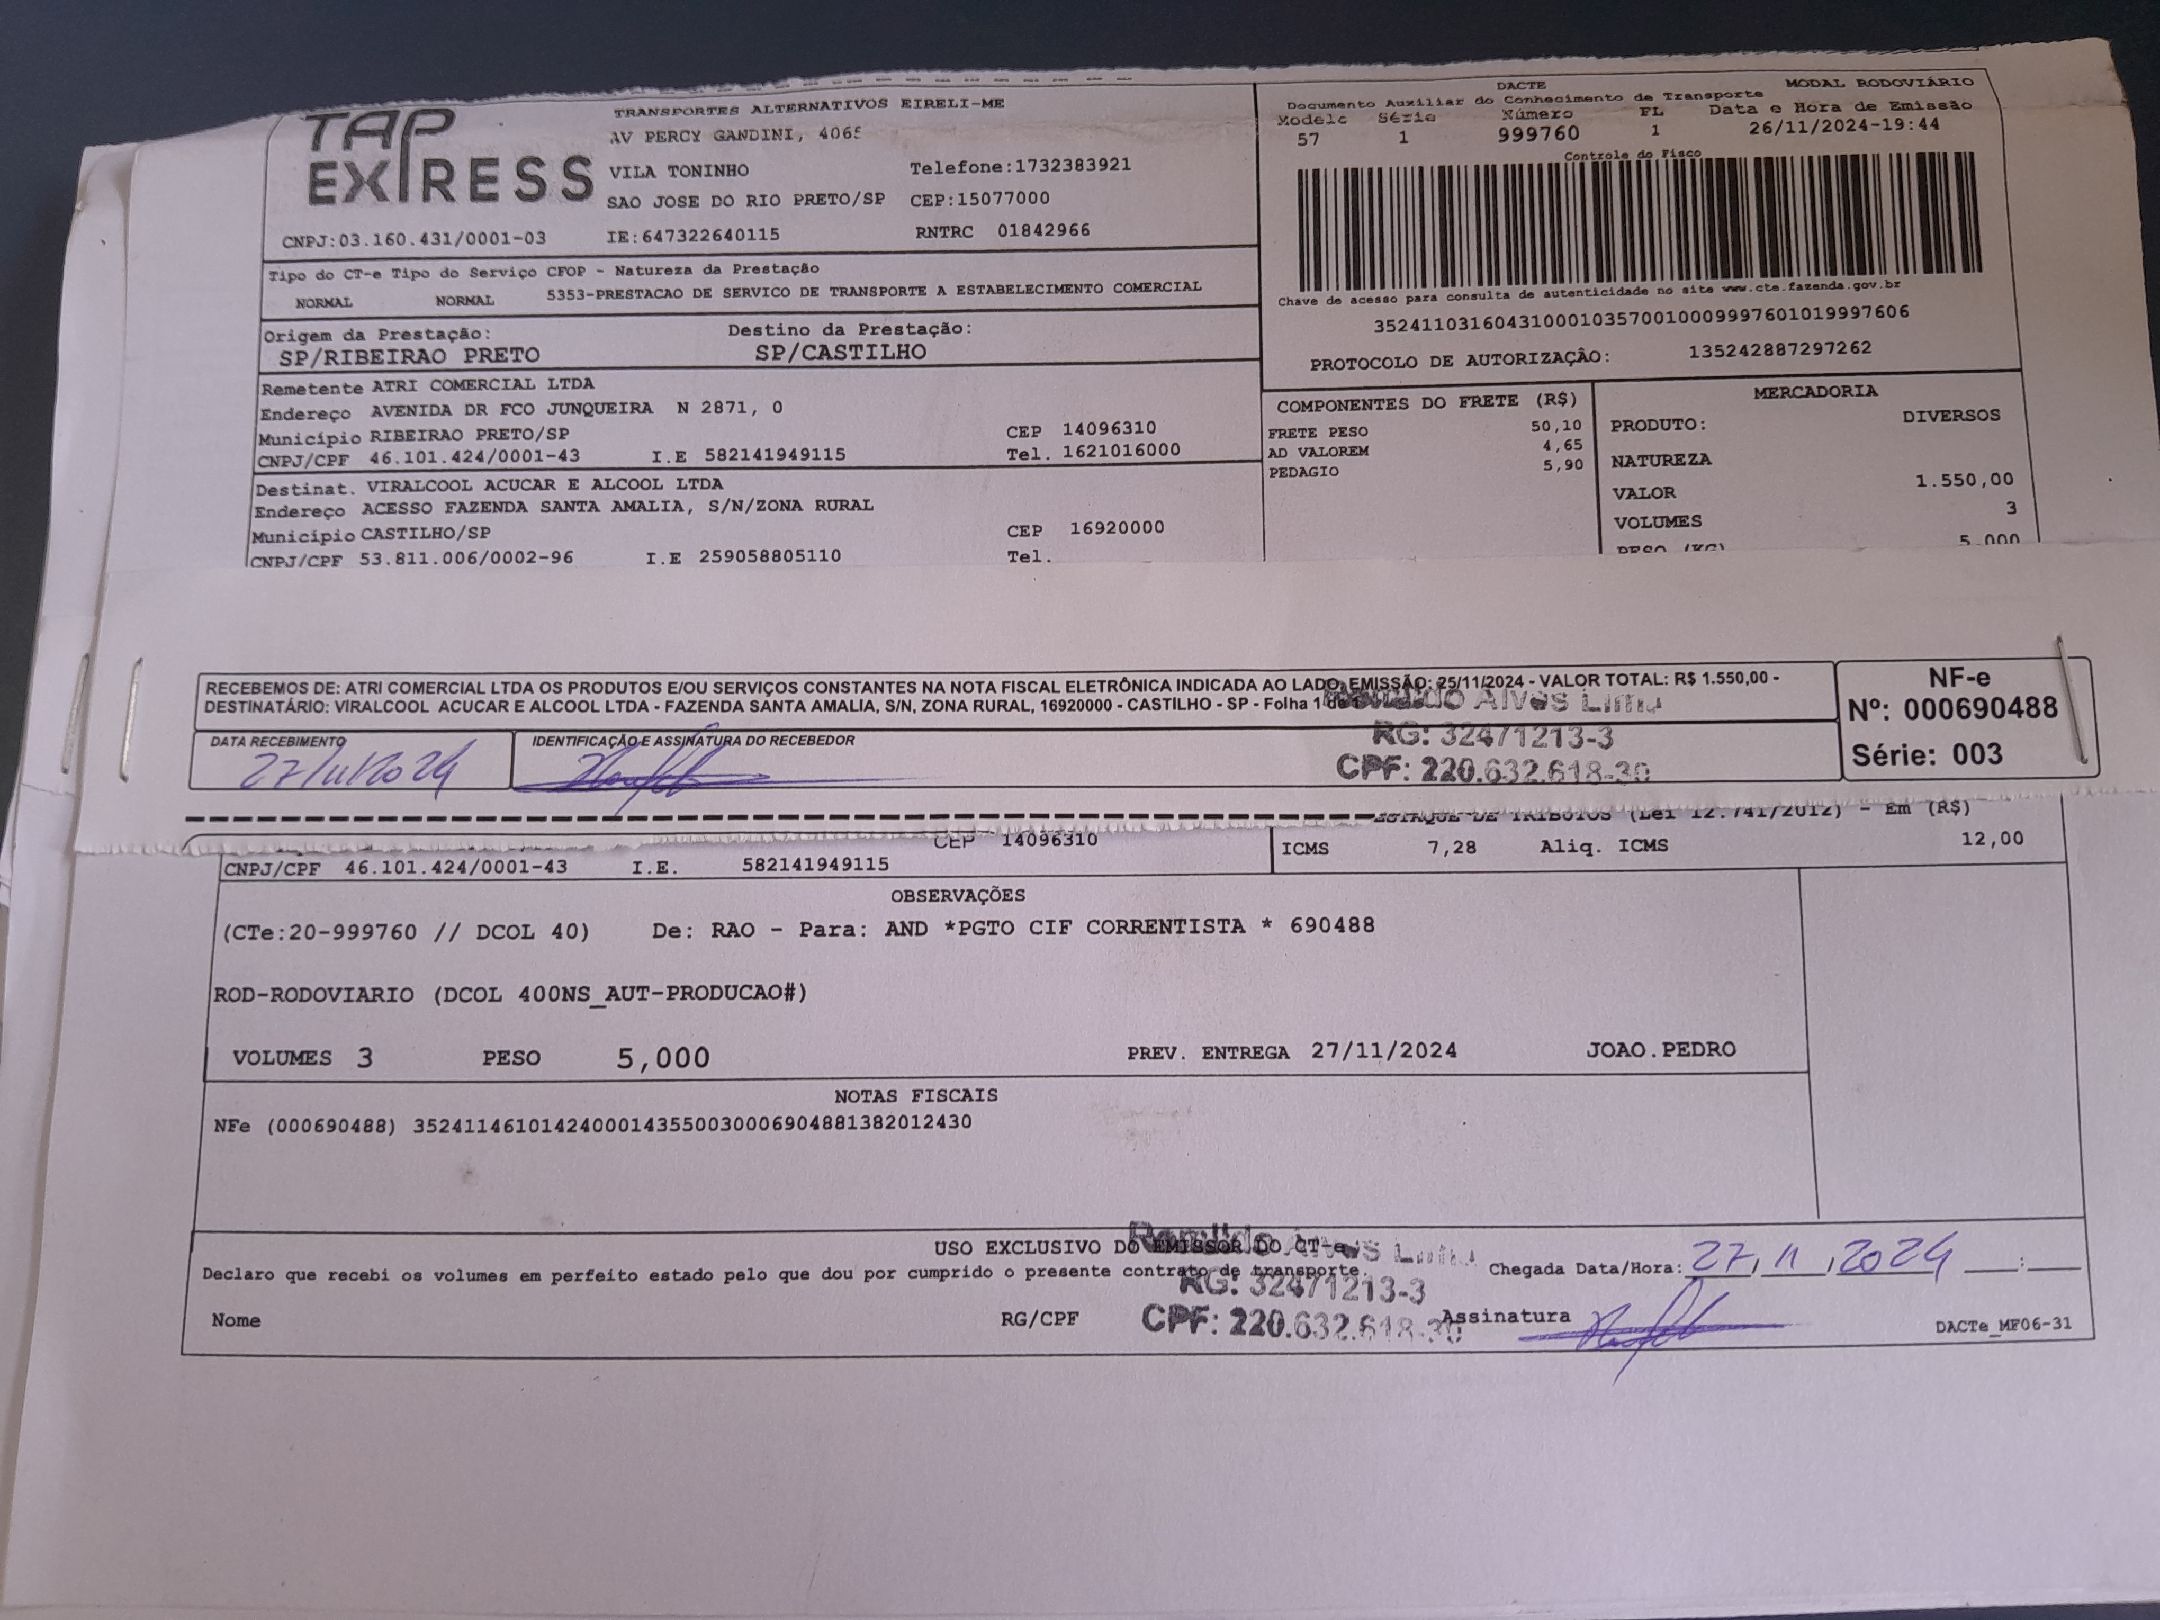 TAP EXPRESS
TRANSPORTES ALTERNATIVOS EIRELI-ME
AV PERCY GANDINI, 4065
VILA TONINHO Telefone:1732383921
SAO JOSE DO RIO PRETO/SP CEP:15077000
CNPJ:03.160.431/0001-03 IE:647322640115 RNTRC 01842966
DACTE MODAL RODOVIÁRIO
Documento Auxiliar do Conhecimento de Transporte
Modelo Série Número FL Data e Hora de Emissão
57 1 999760 1 26/11/2024-19:44
Controle do Fisco
Chave de acesso para consulta de autenticidade no site www.cte.fazenda.gov.br
35241103160431000103570010009997601019997606
PROTOCOLO DE AUTORIZAÇÃO: 135242887297262
Tipo do CT-e Tipo do Serviço CFOP - Natureza da Prestação
NORMAL NORMAL 5353-PRESTACAO DE SERVICO DE TRANSPORTE A ESTABELECIMENTO COMERCIAL
Origem da Prestação: Destino da Prestação:
SP/RIBEIRAO PRETO SP/CASTILHO
Remetente ATRI COMERCIAL LTDA
Endereço AVENIDA DR FCO JUNQUEIRA N 2871, 0
Município RIBEIRAO PRETO/SP CEP 14096310
CNPJ/CPF 46.101.424/0001-43 I.E 582141949115 Tel. 1621016000
Destinat. VIRALCOOL ACUCAR E ALCOOL LTDA
Endereço ACESSO FAZENDA SANTA AMALIA, S/N/ZONA RURAL
Município CASTILHO/SP CEP 16920000
CNPJ/CPF 53.811.006/0002-96 I.E 259058805110 Tel.
COMPONENTES DO FRETE (R$)
FRETE PESO 50,10
AD VALOREM 4,65
PEDAGIO 5,90
MERCADORIA
PRODUTO: DIVERSOS
NATUREZA
VALOR 1.550,00
VOLUMES 3
PESO (KG) 5,000
RECEBEMOS DE: ATRI COMERCIAL LTDA OS PRODUTOS E/OU SERVIÇOS CONSTANTES NA NOTA FISCAL ELETRÔNICA INDICADA AO LADO. EMISSÃO: 25/11/2024 - VALOR TOTAL: R$ 1.550,00 -
DESTINATÁRIO: VIRALCOOL ACUCAR E ALCOOL LTDA - FAZENDA SANTA AMALIA, S/N, ZONA RURAL, 16920000 - CASTILHO - SP - Folha 1 de
Alves Lima
RG: 32471213-3
CPF: 220.632.618-30
NF-e
Nº: 000690488
Série: 003
DATA RECEBIMENTO IDENTIFICAÇÃO E ASSINATURA DO RECEBEDOR
27/11/2024
DE TRIBUTOS (Lei 12.741/2012) - Em (R$)
CEP 14096310
ICMS 7,28 Aliq. ICMS 12,00
CNPJ/CPF 46.101.424/0001-43 I.E. 582141949115
OBSERVAÇÕES
(CTe:20-999760 // DCOL 40) De: RAO - Para: AND *PGTO CIF CORRENTISTA * 690488
ROD-RODOVIARIO (DCOL 400NS_AUT-PRODUCAO#)
VOLUMES 3 PESO 5,000 PREV. ENTREGA 27/11/2024 JOAO.PEDRO
NOTAS FISCAIS
NFe (000690488) 35241146101424000143550030006904881382012430
USO EXCLUSIVO DO EMISSOR DO CT-e
Declaro que recebi os volumes em perfeito estado pelo que dou por cumprido o presente contrato de transporte.
Chegada Data/Hora: 27/11/2024
RG: 32471213-3
CPF: 220.632.618-30
Nome RG/CPF Assinatura
DACTe_MF06-31